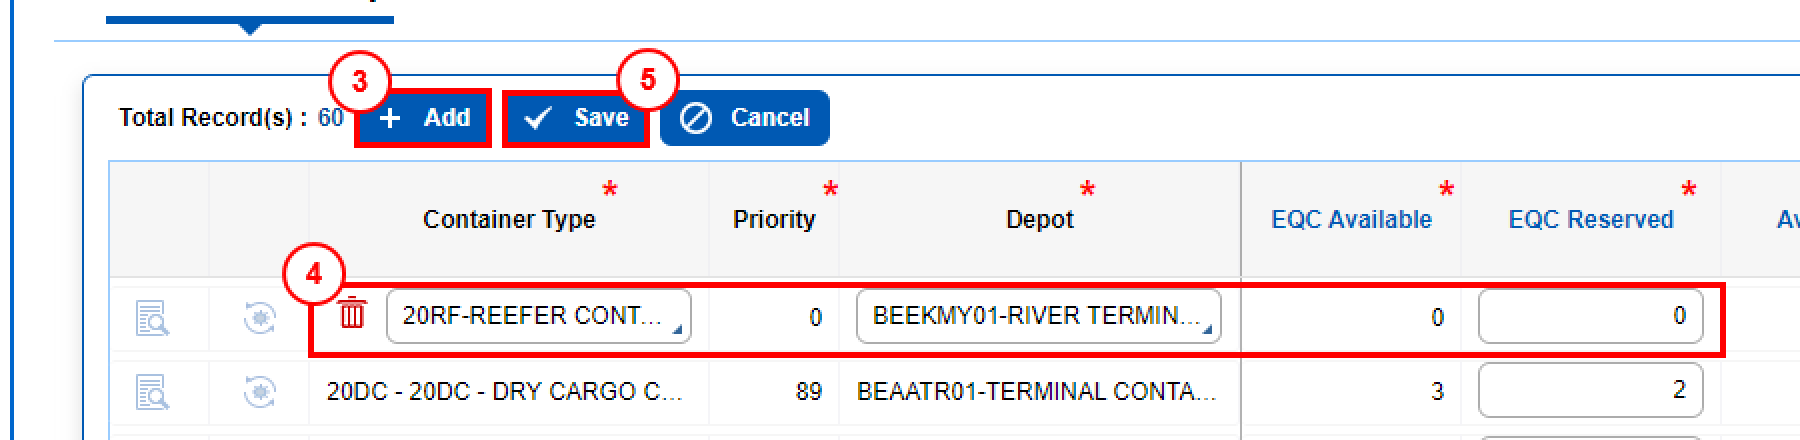 3 5
Total Record(s) : 60 + Add Save Cancel
* * * * *
Container Type Priority Depot EQC Available EQC Reserved
4
20RF-REEFER CONT... 0 BEEKMY01-RIVER TERMIN... 0 0
20DC - 20DC - DRY CARGO C... 89 BEAATR01-TERMINAL CONTA... 3 2